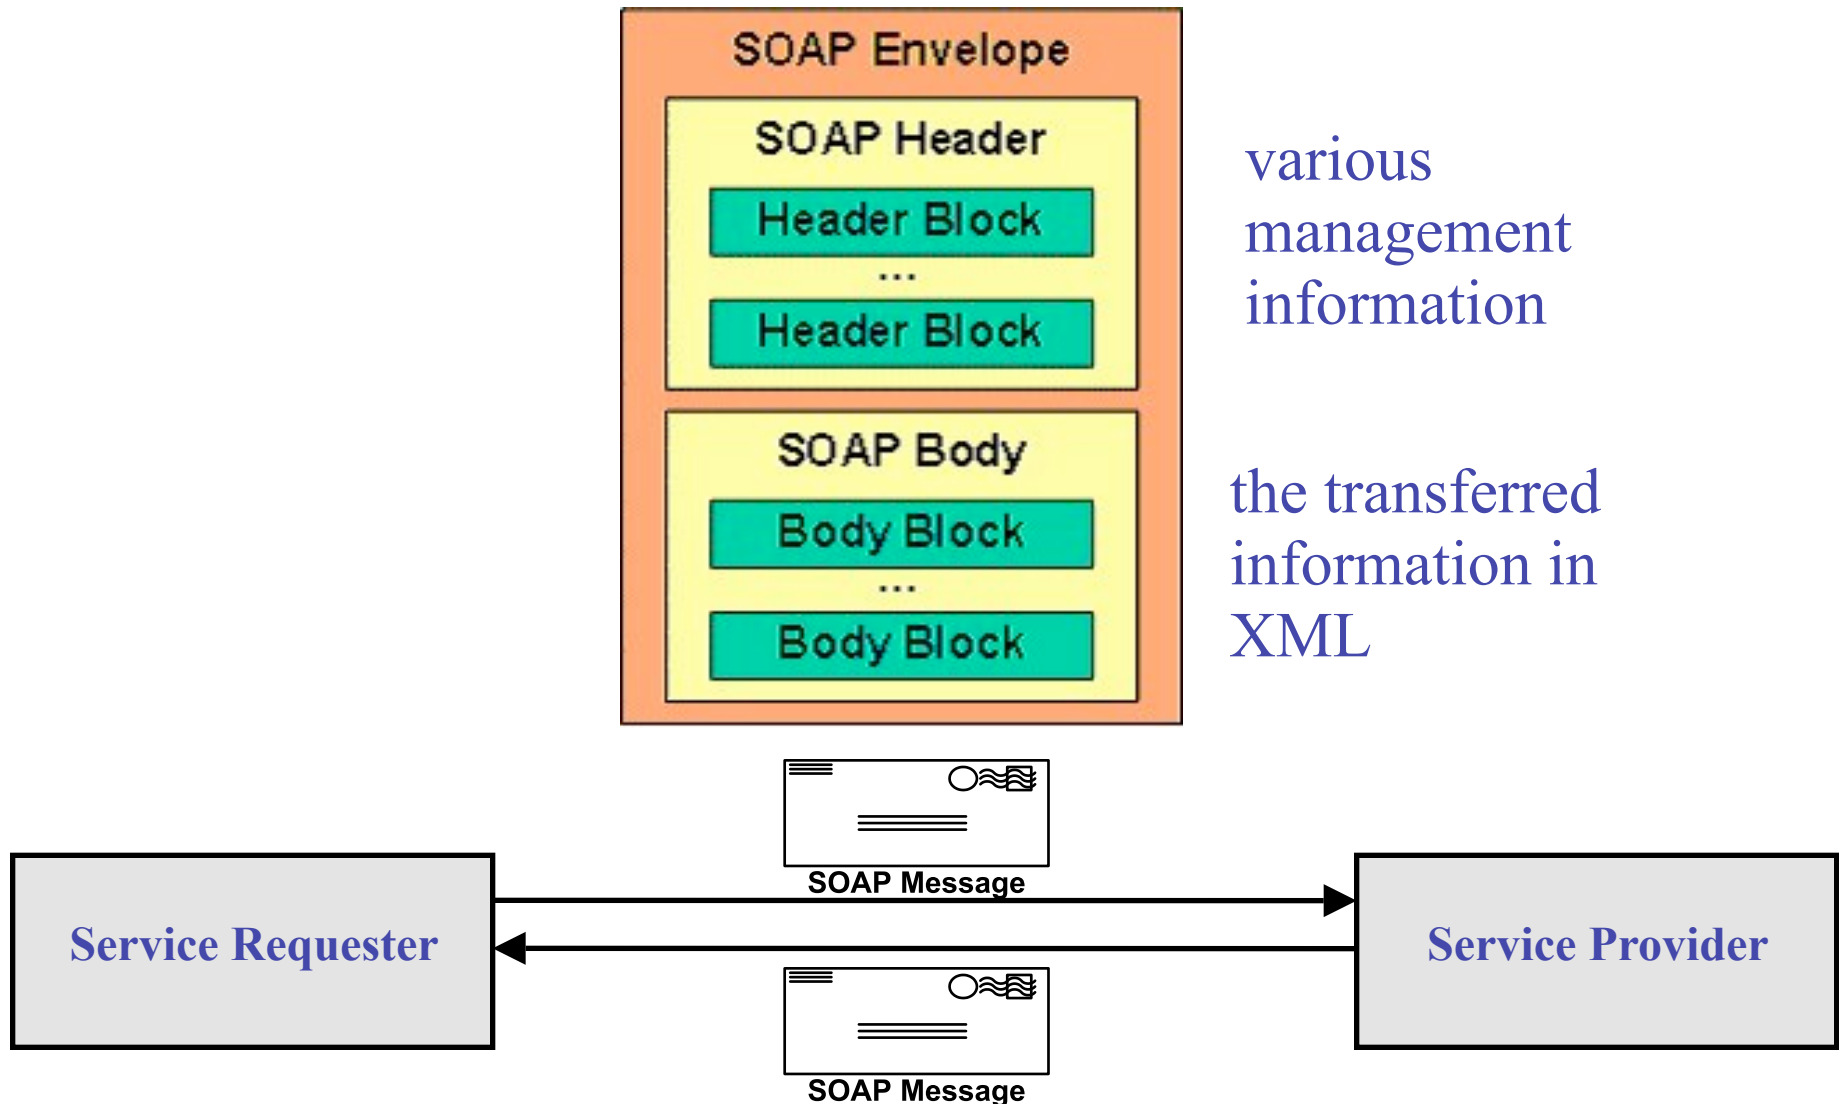 SOAP Envelope
SOAP Header
Header Block
...
Header Block
various
management
information
SOAP Body
Body Block
...
Body Block
the transferred
information in
XML
SOAP Message
Service Requester
Service Provider
SOAP Message